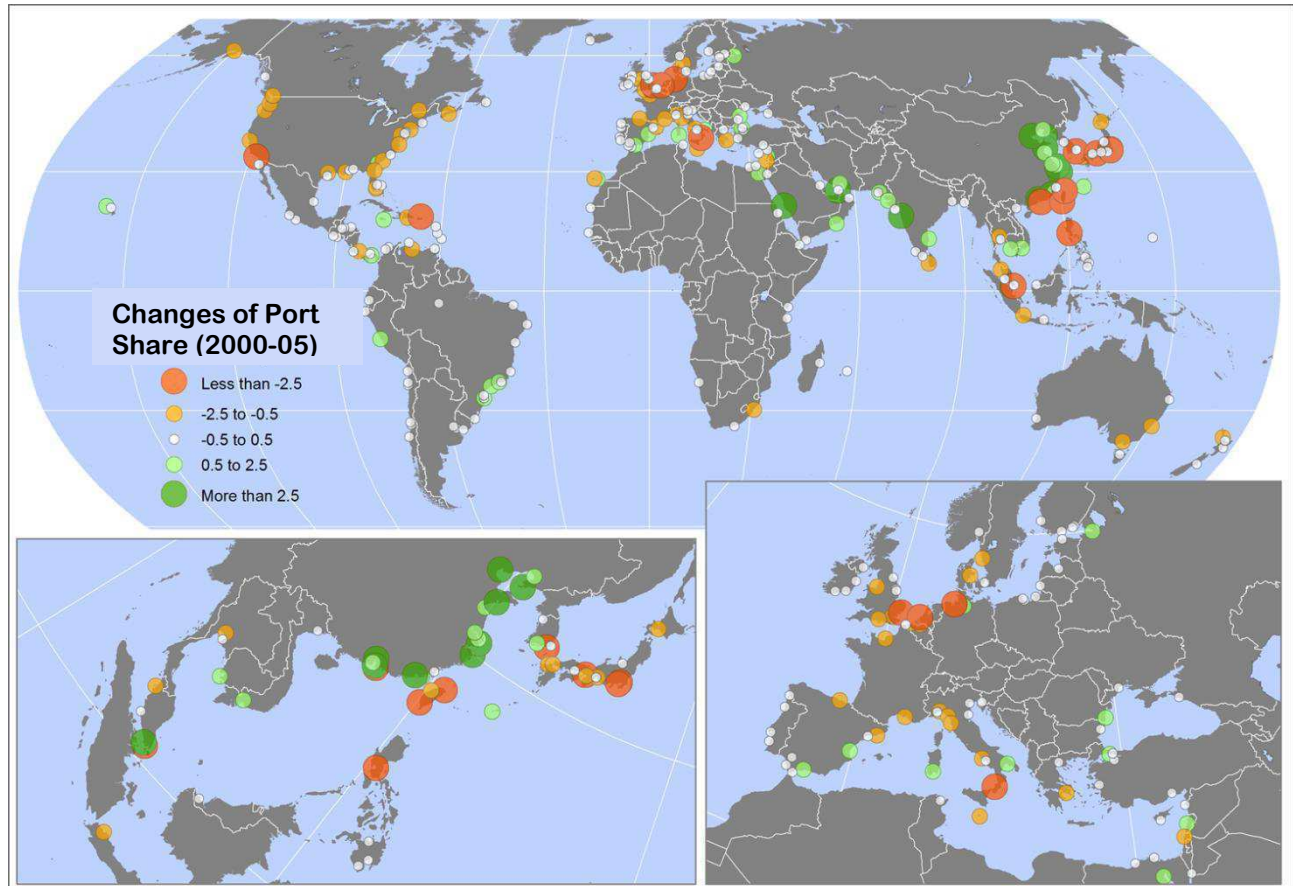 Changes of Port
Share (2000-05)
Less than -2.5
-2.5 to -0.5
-0.5 to 0.5
0.5 to 2.5
More than 2.5